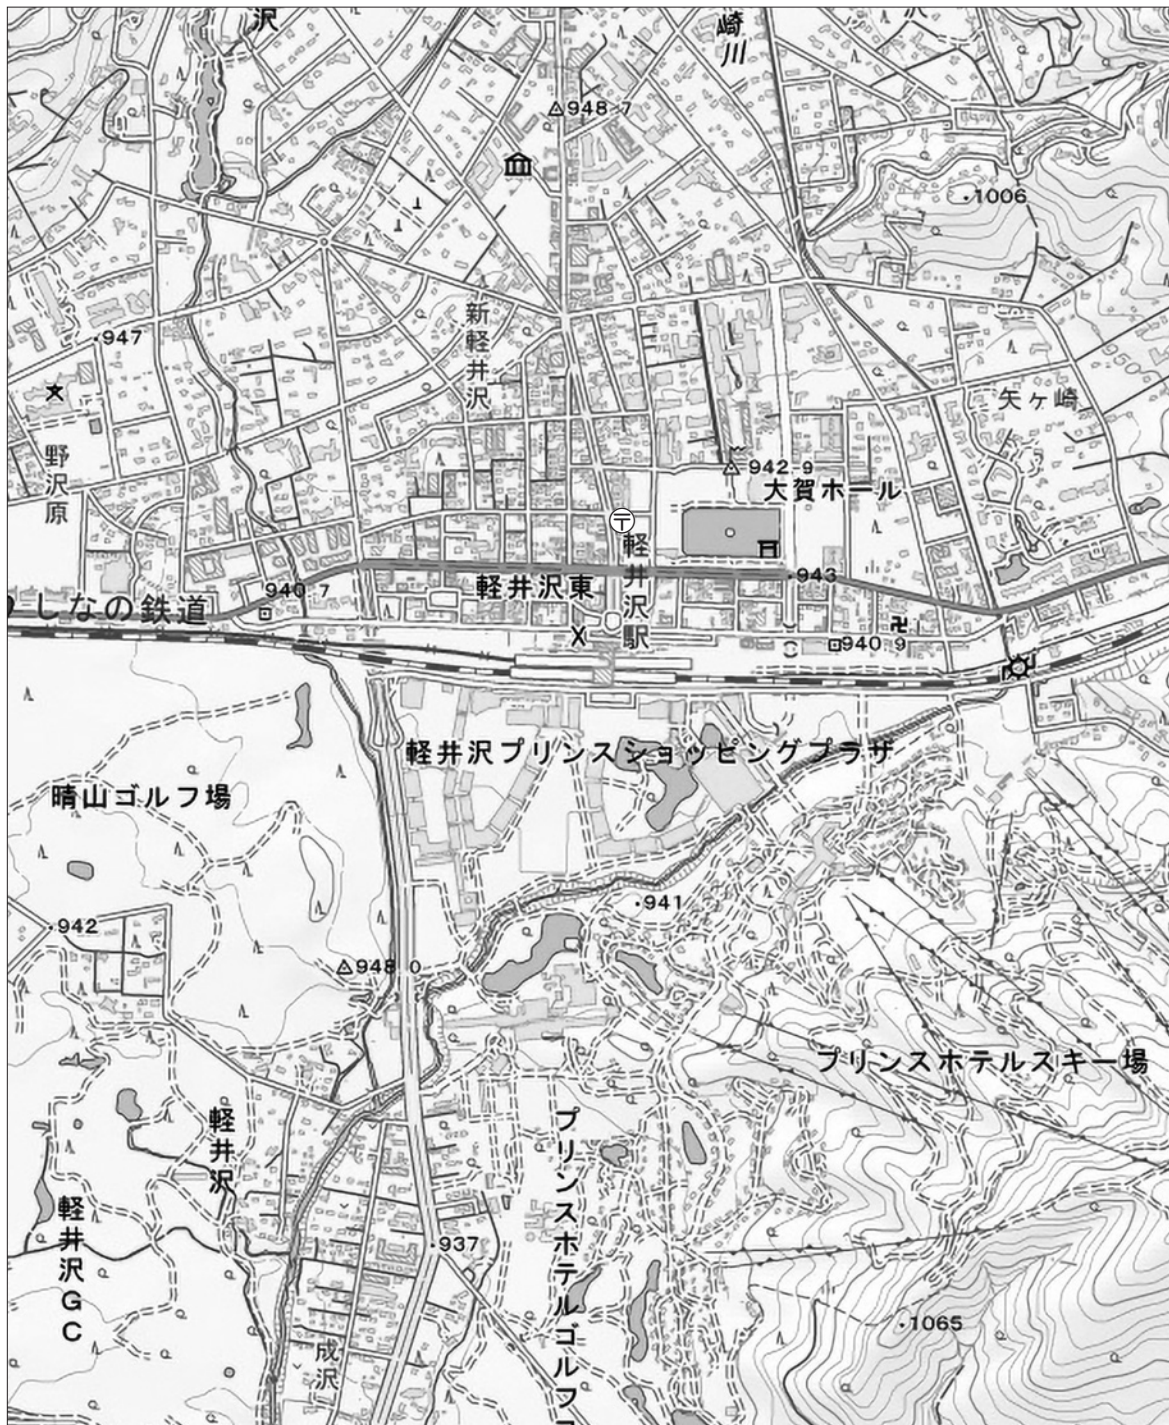 沢
崎川
948.7
1006
新軽井沢
947
矢ヶ崎
野沢原
942.9
大賀ホール
〒
軽井沢駅
943
940.7
軽井沢東
しなの鉄道
940.9
軽井沢プリンスショッピングプラザ
晴山ゴルフ場
941
942
948.0
プリンスホテルスキー場
軽井沢
プリンスホテルゴルフコ
軽井沢GC
937
1065
成沢